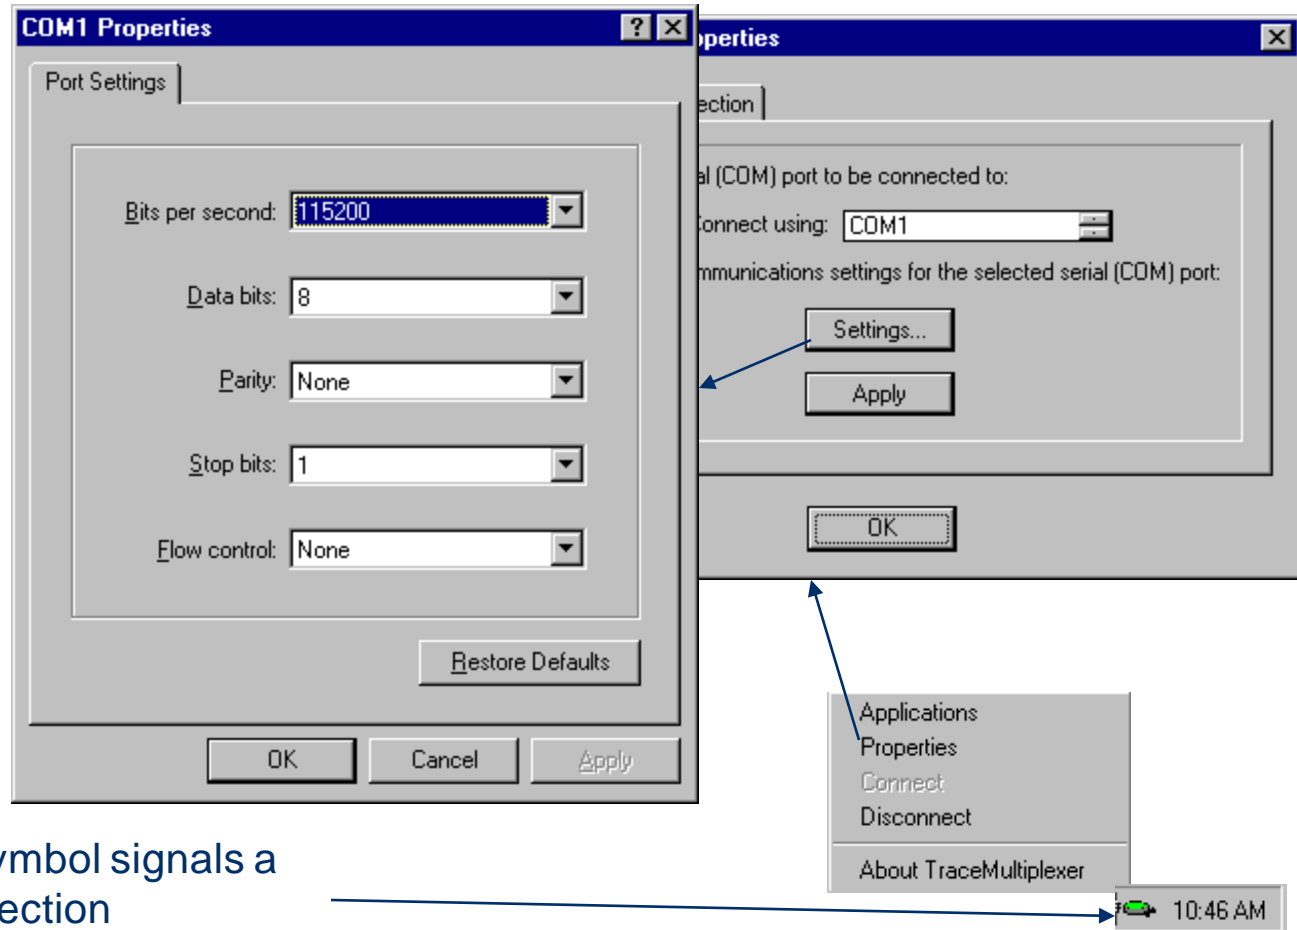 COM1 Properties
Port Settings
Bits per second: 115200
Data bits: 8
Parity: None
Stop bits: 1
Flow control: None
Restore Defaults
OK Cancel Apply
perties
ection
al (COM) port to be connected to:
onnect using: COM1
mmunications settings for the selected serial (COM) port:
Settings...
Apply
OK
Applications
Properties
Connect
Disconnect
About TraceMultiplexer
10:46 AM
ymbol signals a
ection